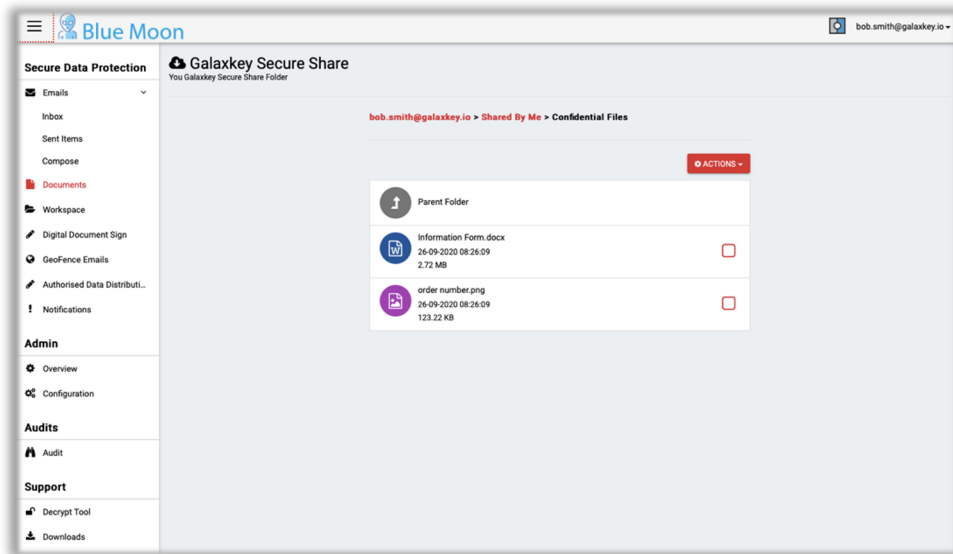 Blue Moon
bob.smith@galaxkey.io
Secure Data Protection
Emails
Inbox
Sent Items
Compose
Documents
Workspace
Digital Document Sign
GeoFence Emails
Authorised Data Distributi...
Notifications
Admin
Overview
Configuration
Audits
Audit
Support
Decrypt Tool
Downloads
Galaxkey Secure Share
You Galaxkey Secure Share Folder
bob.smith@galaxkey.io > Shared By Me > Confidential Files
ACTIONS
Parent Folder
W
Information Form.docx
26-09-2020 08:26:09
2.72 MB
order number.png
26-09-2020 08:26:09
123.22 KB